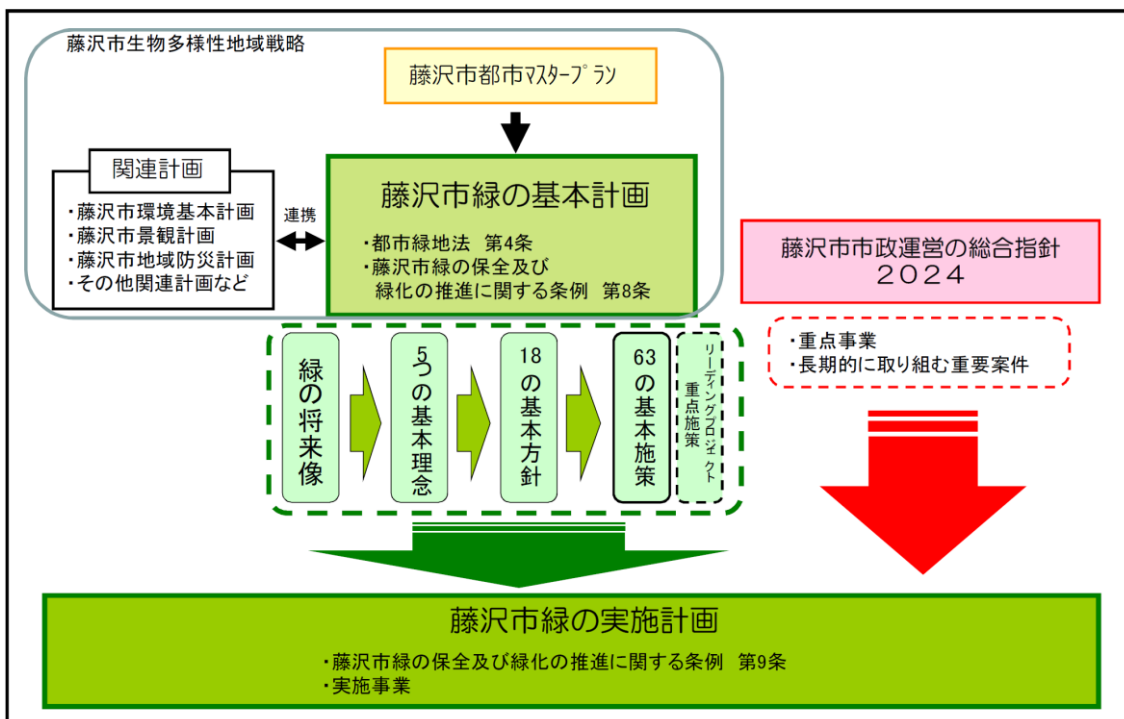 藤沢市生物多様性地域戦略
藤沢市都市ﾏｽﾀｰﾌﾟﾗﾝ
関連計画
・藤沢市環境基本計画
・藤沢市景観計画
・藤沢市地域防災計画
・その他関連計画など
連携
藤沢市緑の基本計画
・都市緑地法 第4条
・藤沢市緑の保全及び
緑化の推進に関する条例 第8条
藤沢市市政運営の総合指針
２０２４
・重点事業
・長期的に取り組む重要案件
緑の将来像
5つの基本理念
18の基本方針
63の基本施策
リーディングプロジェクト
重点施策
藤沢市緑の実施計画
・藤沢市緑の保全及び緑化の推進に関する条例 第9条
・実施事業